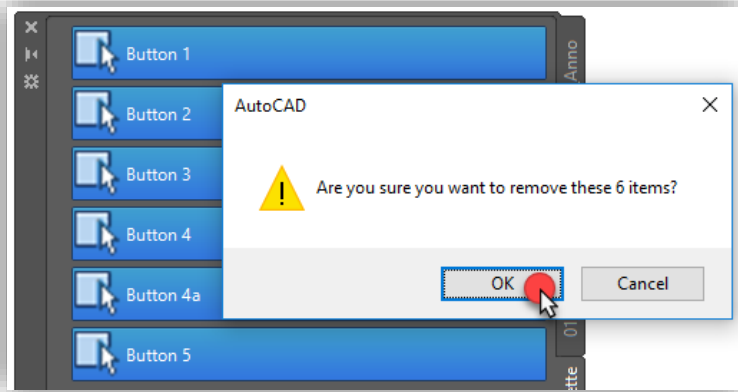 Button 1
Anno
Button 2
AutoCAD
Button 3
Are you sure you want to remove these 6 items?
Button 4
Button 4a
OK
Cancel
01
Button 5
ette